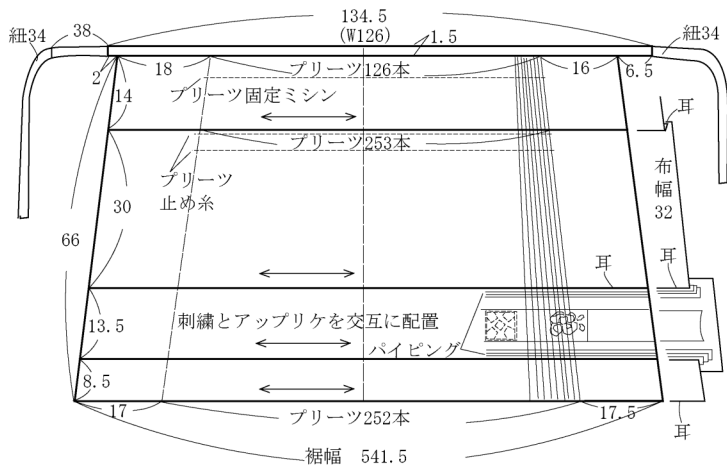 134.5
(W126)
紐34
38
1.5
紐34
2
18
プリーツ126本
16
6.5
14
プリーツ固定ミシン
耳
プリーツ253本
プリーツ
止め糸
布幅32
30
66
耳
耳
13.5
刺繍とアップリケを交互に配置
パイピング
8.5
17
プリーツ252本
17.5
耳
裾幅 541.5